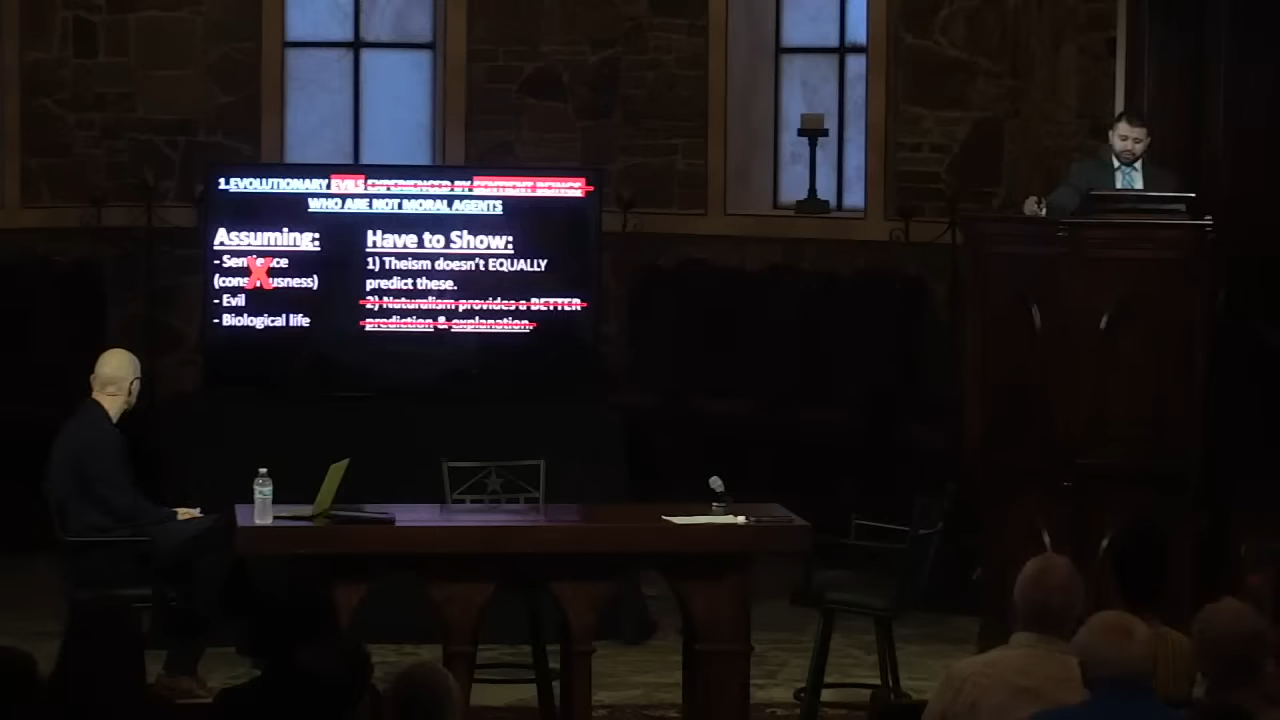 1.EVOLUTIONARY EVILS EXPERIENCED BY SENTIENT BEINGS
WHO ARE NOT MORAL AGENTS
Assuming:
- Sentience
(consciousness)
- Evil
- Biological life
Have to Show:
1) Theism doesn't EQUALLY
predict these.
2) Naturalism provides a BETTER
prediction & explanation.